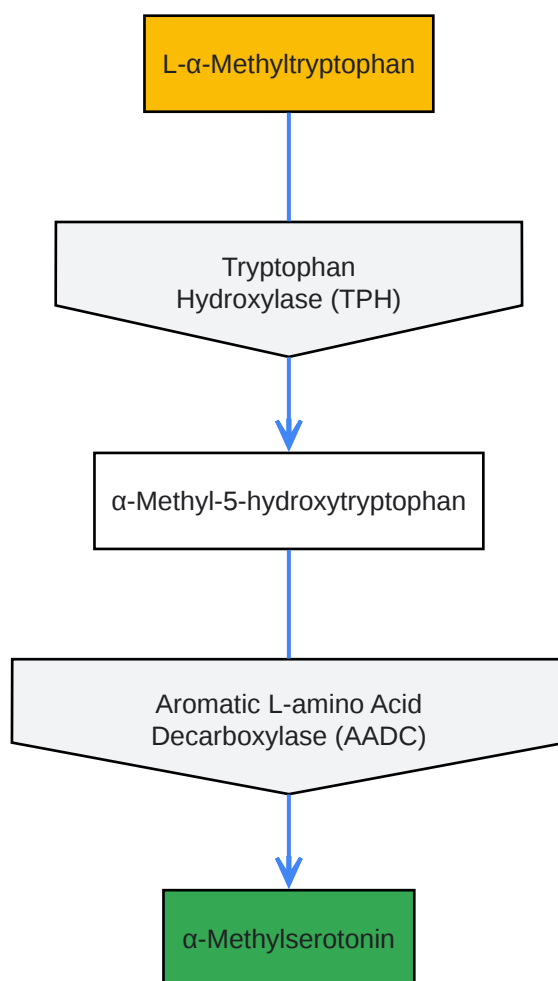 L-α-Methyltryptophan
Tryptophan
Hydroxylase (TPH)
α-Methyl-5-hydroxytryptophan
Aromatic L-amino Acid
Decarboxylase (AADC)
α-Methylserotonin